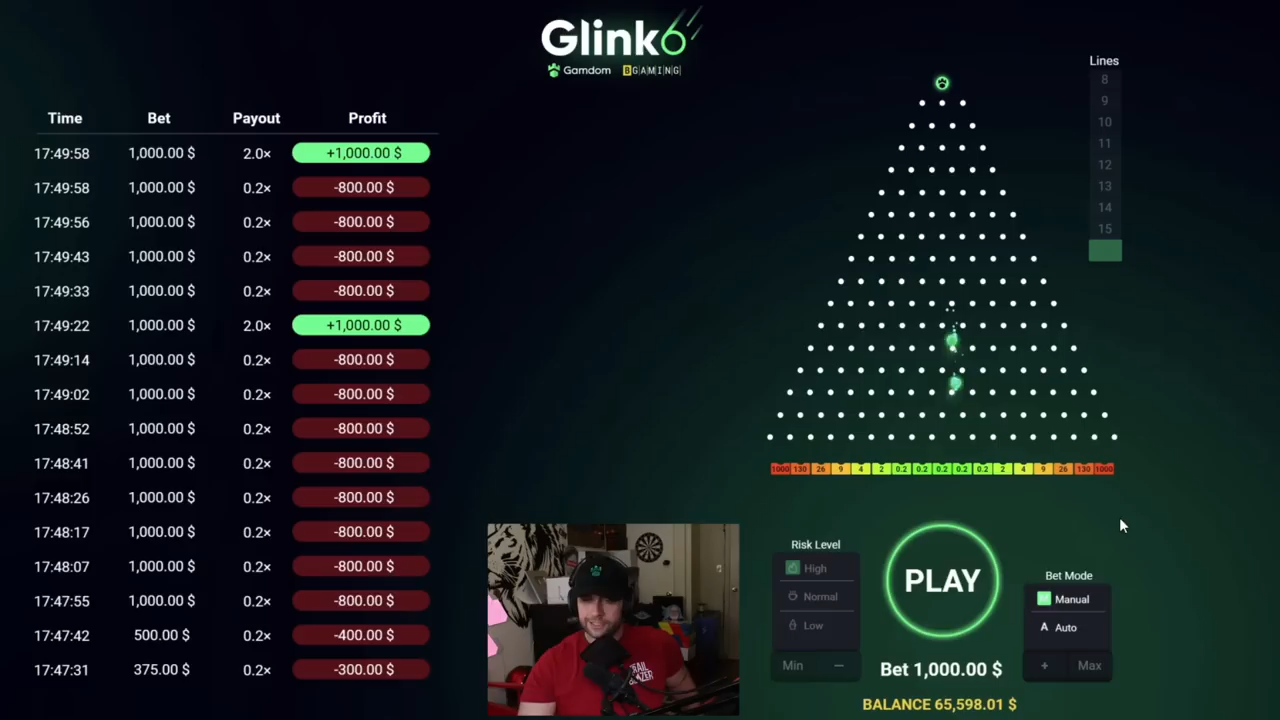 Glink6
Gamdom BGAMING
Lines
8
9
10
11
12
13
14
15
Time Bet Payout Profit
17:49:58 1,000.00 $ 2.0× +1,000.00 $
17:49:58 1,000.00 $ 0.2× -800.00 $
17:49:56 1,000.00 $ 0.2× -800.00 $
17:49:43 1,000.00 $ 0.2× -800.00 $
17:49:33 1,000.00 $ 0.2× -800.00 $
17:49:22 1,000.00 $ 2.0× +1,000.00 $
17:49:14 1,000.00 $ 0.2× -800.00 $
17:49:02 1,000.00 $ 0.2× -800.00 $
17:48:52 1,000.00 $ 0.2× -800.00 $
17:48:41 1,000.00 $ 0.2× -800.00 $
17:48:26 1,000.00 $ 0.2× -800.00 $
17:48:17 1,000.00 $ 0.2× -800.00 $
17:48:07 1,000.00 $ 0.2× -800.00 $
17:47:55 1,000.00 $ 0.2× -800.00 $
17:47:42 500.00 $ 0.2× -400.00 $
17:47:31 375.00 $ 0.2× -300.00 $
1000 130 26 9 4 2 0.2 0.2 0.2 0.2 0.2 2 4 9 26 130 1000
Risk Level
High
Normal
Low
Min −
PLAY
Bet 1,000.00 $
BALANCE 65,598.01 $
Bet Mode
Manual
A Auto
+ Max